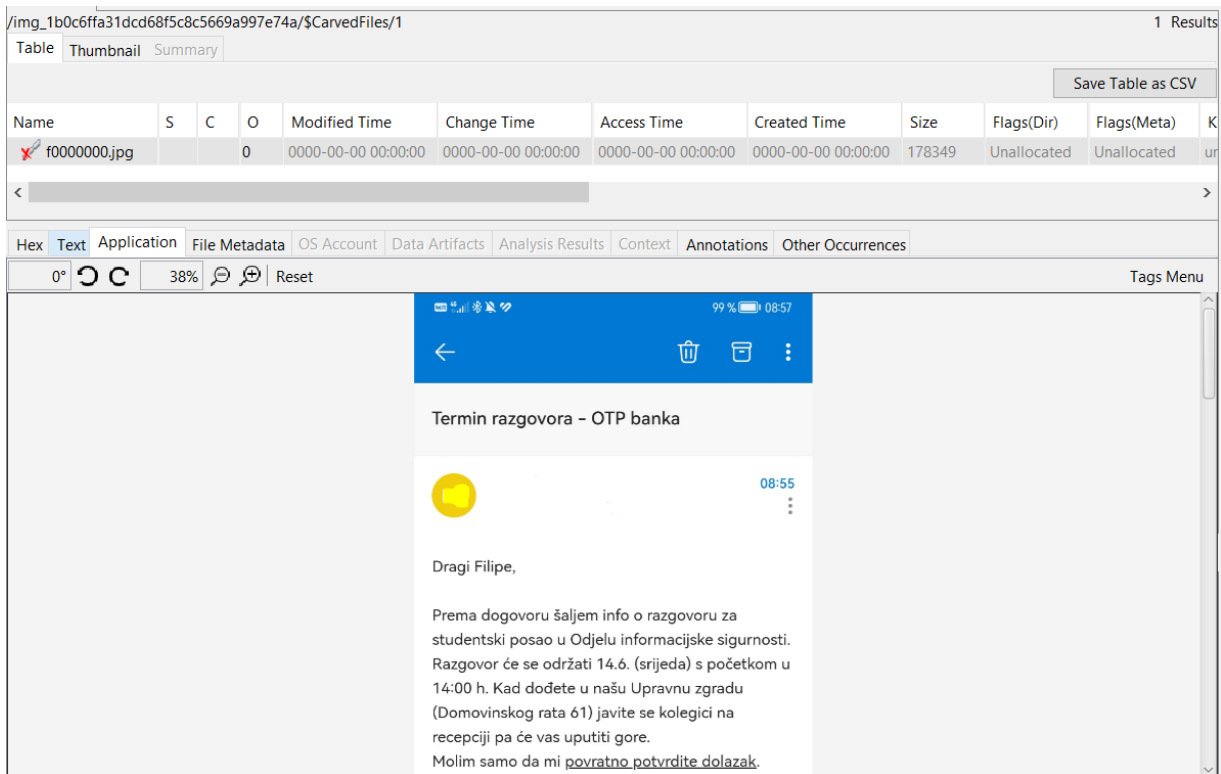 /img_1b0c6ffa31dcd68f5c8c5669a997e74a/$CarvedFiles/1
1 Results
Table Thumbnail Summary
Save Table as CSV
Name S C O Modified Time Change Time Access Time Created Time Size Flags(Dir) Flags(Meta) K
f0000000.jpg 0 0000-00-00 00:00:00 0000-00-00 00:00:00 0000-00-00 00:00:00 0000-00-00 00:00:00 178349 Unallocated Unallocated ur
Hex Text Application File Metadata OS Account Data Artifacts Analysis Results Context Annotations Other Occurrences
0° 38% Reset Tags Menu
99 % 08:57
Termin razgovora – OTP banka
08:55
Dragi Filipe,
Prema dogovoru šaljem info o razgovoru za
studentski posao u Odjelu informacijske sigurnosti.
Razgovor će se održati 14.6. (srijeda) s početkom u
14:00 h. Kad dođete u našu Upravnu zgradu
(Domovinskog rata 61) javite se kolegici na
recepciji pa će vas uputiti gore.
Molim samo da mi povratno potvrdite dolazak.